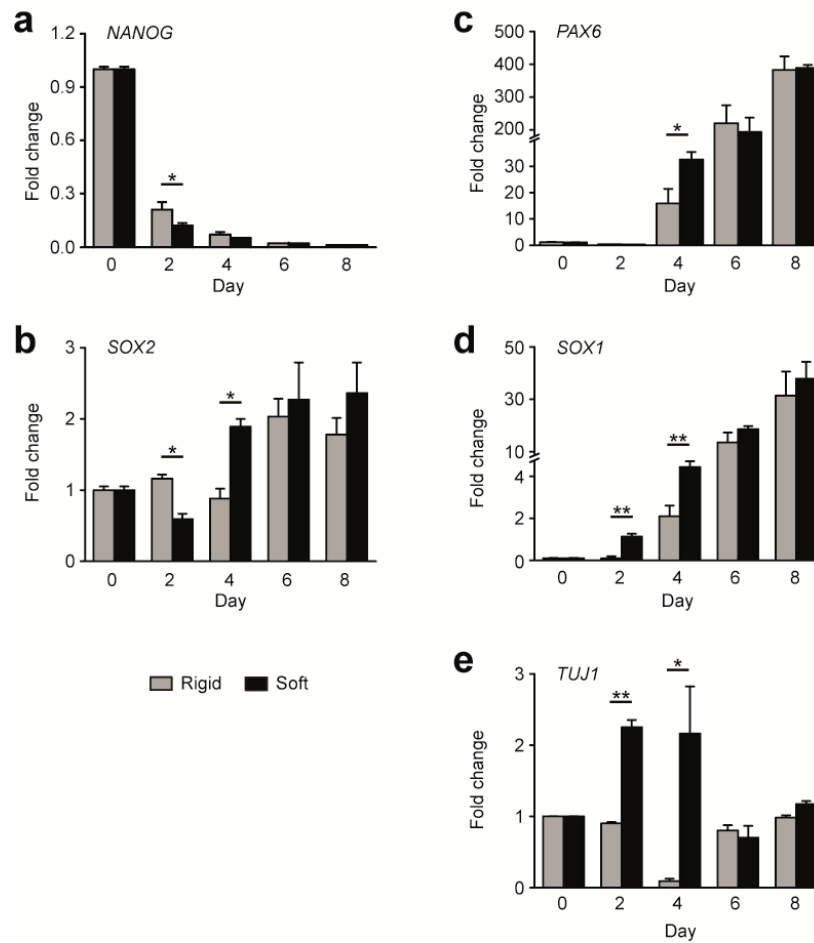 a
NANOG
Fold change
1.2
0.9
0.6
0.3
0.0
*
0 2 4 6 8
Day
b
SOX2
Fold change
3
2
1
0
* *
0 2 4 6 8
Day
Rigid Soft
c
PAX6
Fold change
500
400
300
200
30
20
10
0
*
0 2 4 6 8
Day
d
SOX1
Fold change
50
30
10
4
2
0
** **
0 2 4 6 8
Day
e
TUJ1
Fold change
3
2
1
0
** *
0 2 4 6 8
Day